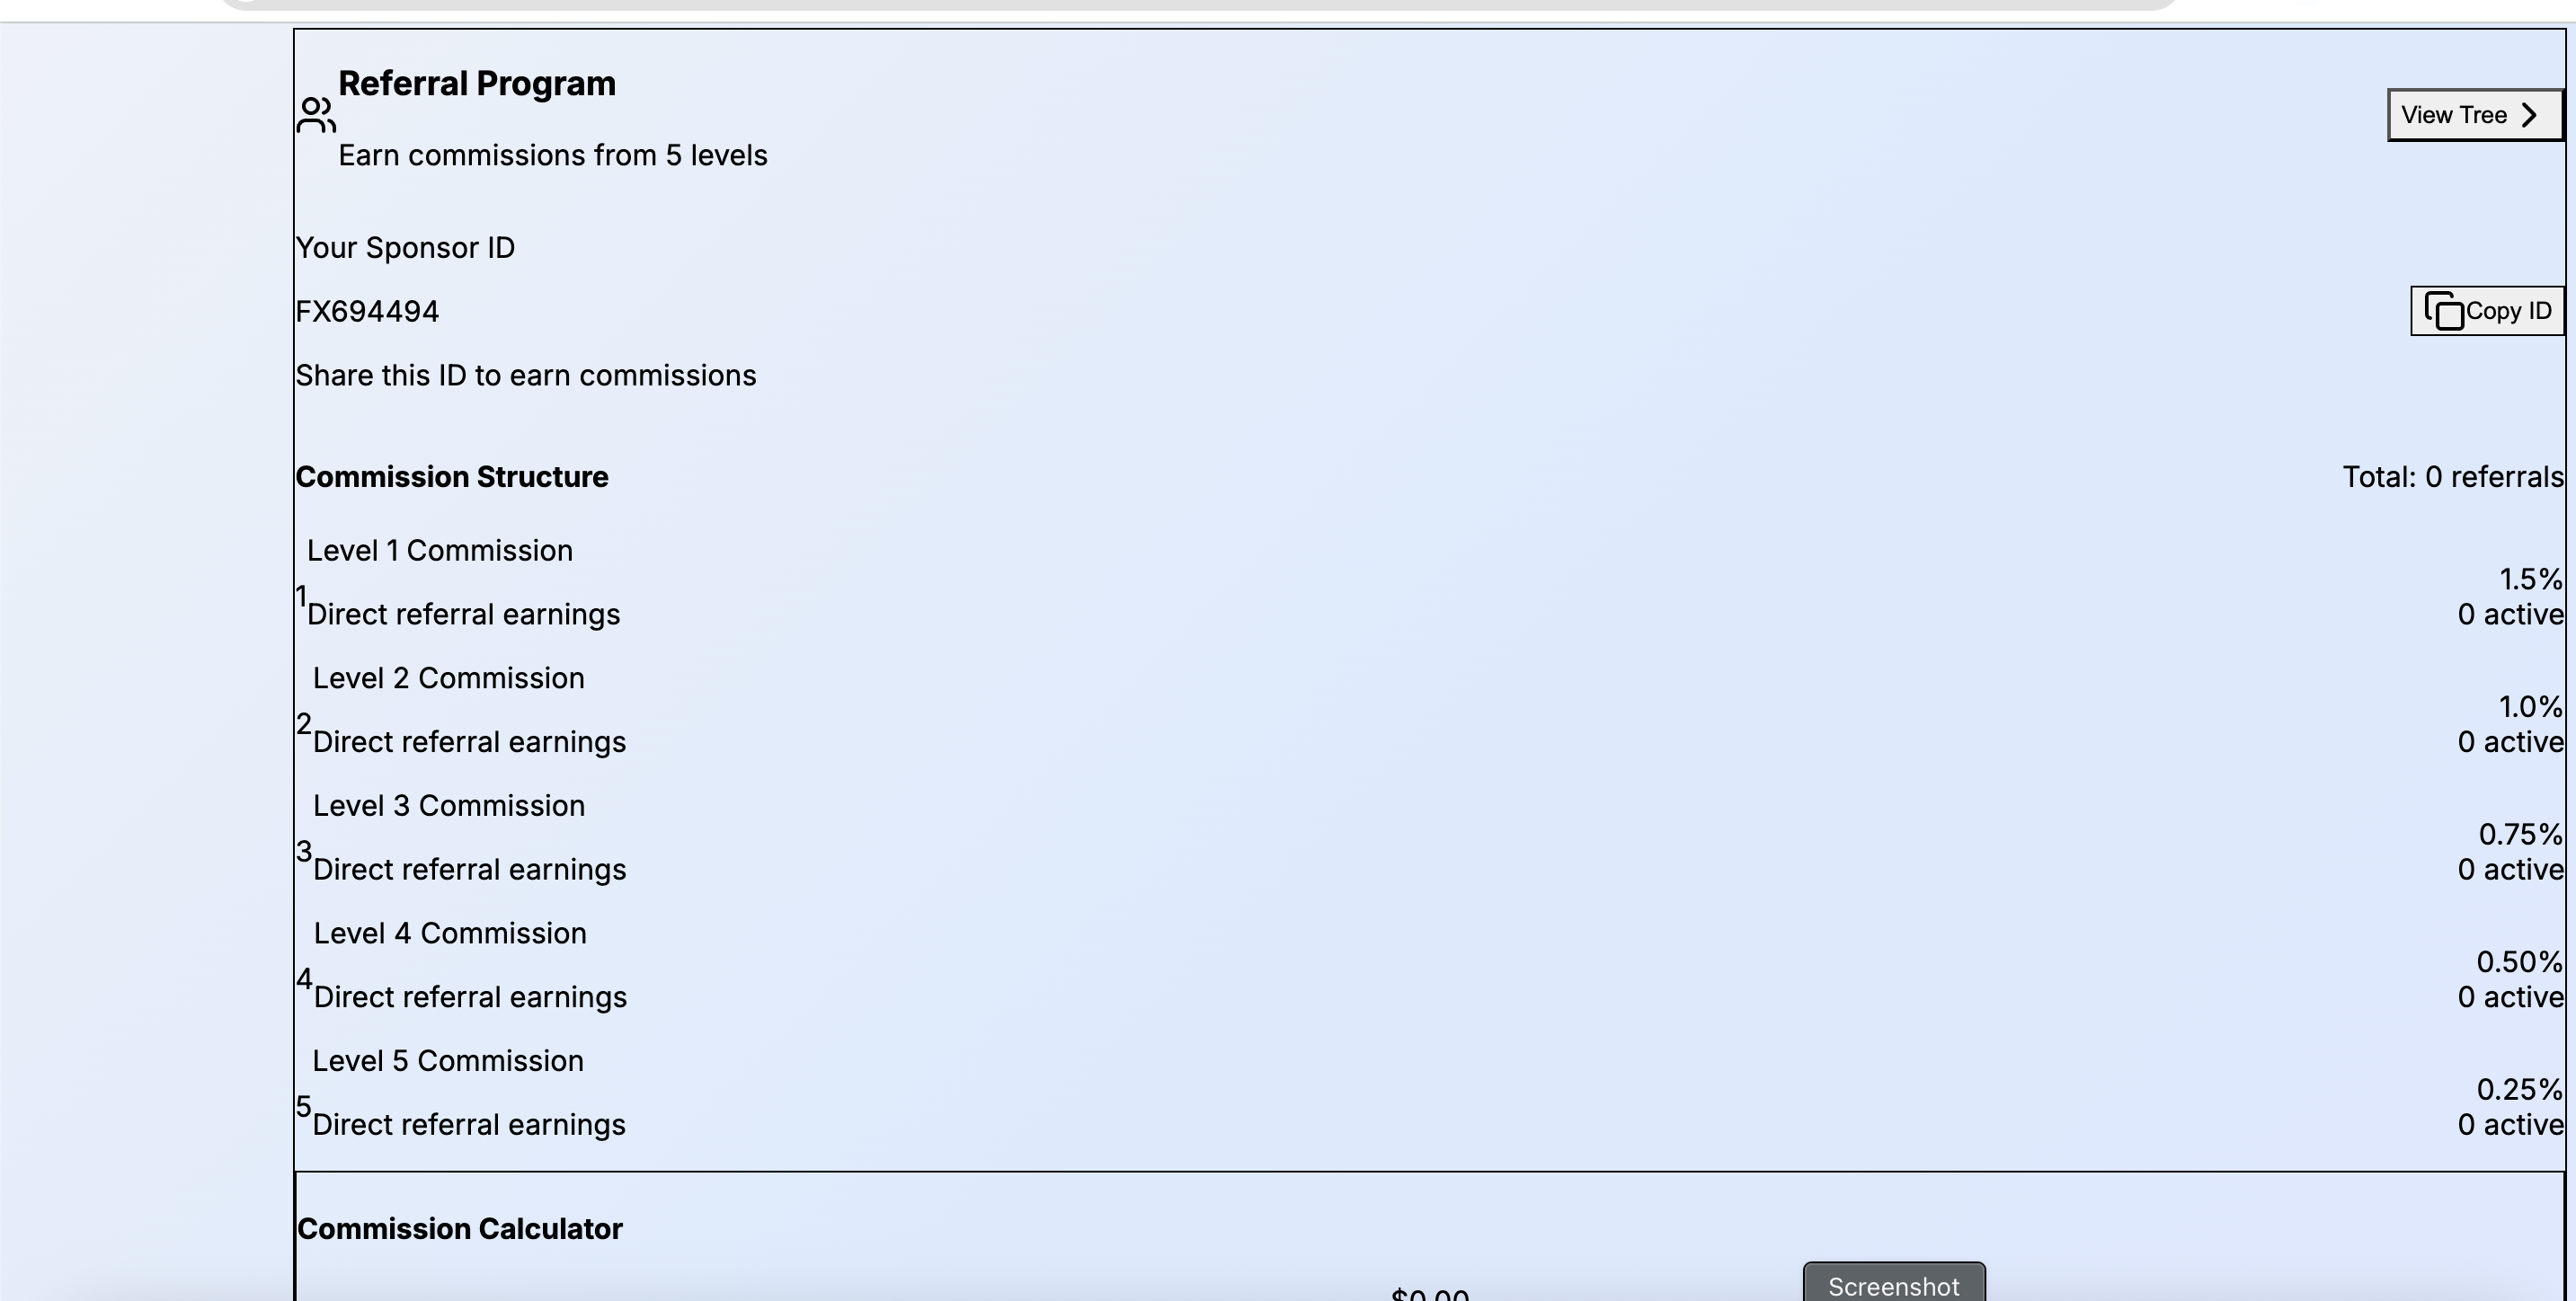 Referral Program
View Tree
Earn commissions from 5 levels
Your Sponsor ID
FX694494
Copy ID
Share this ID to earn commissions
Commission Structure
Total: 0 referrals
Level 1 Commission
1.5%
1
Direct referral earnings
0 active
Level 2 Commission
1.0%
2
Direct referral earnings
0 active
Level 3 Commission
0.75%
3
Direct referral earnings
0 active
Level 4 Commission
0.50%
4
Direct referral earnings
0 active
Level 5 Commission
0.25%
5
Direct referral earnings
0 active
Commission Calculator
$0.00
Screenshot